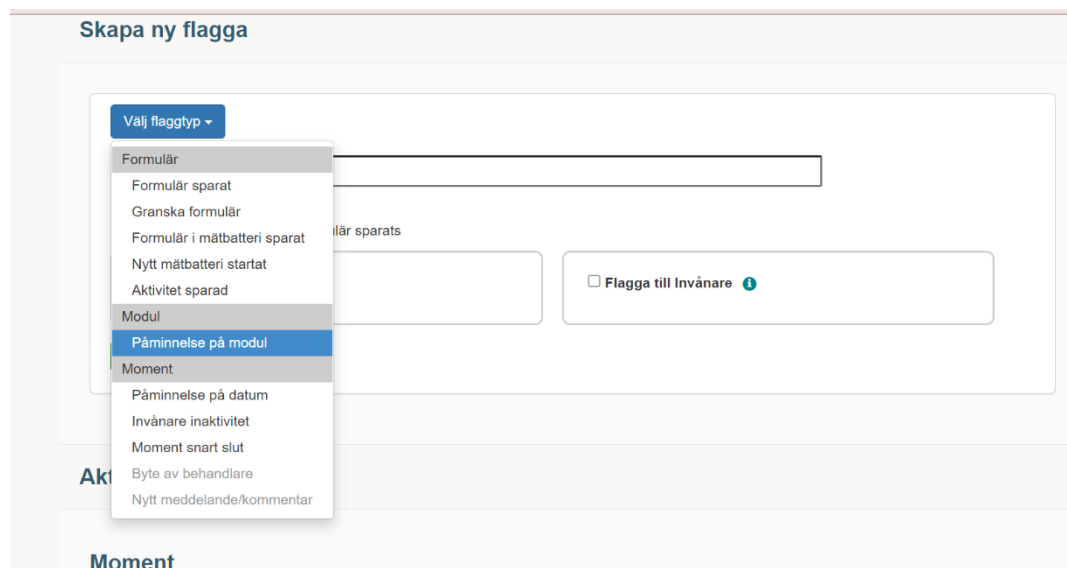 Skapa ny flagga
Välj flaggtyp
Formulär
Formulär sparat
Granska formulär
Formulär i mätbatteri sparat
lär sparats
Nytt mätbatteri startat
Aktivitet sparad
Flagga till Invånare
Modul
Påminnelse på modul
Moment
Påminnelse på datum
Invånare inaktivitet
Moment snart slut
Akt
Byte av behandlare
Nytt meddelande/kommentar
Moment